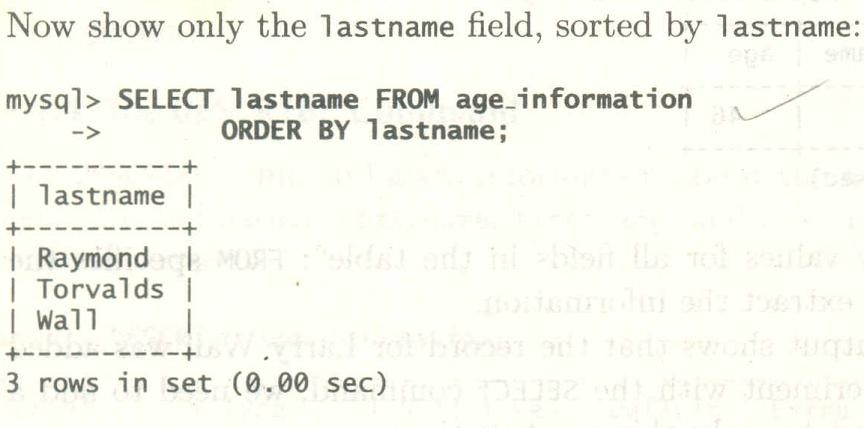 Now show only the lastname field, sorted by lastname:
mysql> SELECT lastname FROM age_information
    ->        ORDER BY lastname;
+----------+
| lastname |
+----------+
| Raymond  |
| Torvalds |
| Wall     |
+----------+
3 rows in set (0.00 sec)